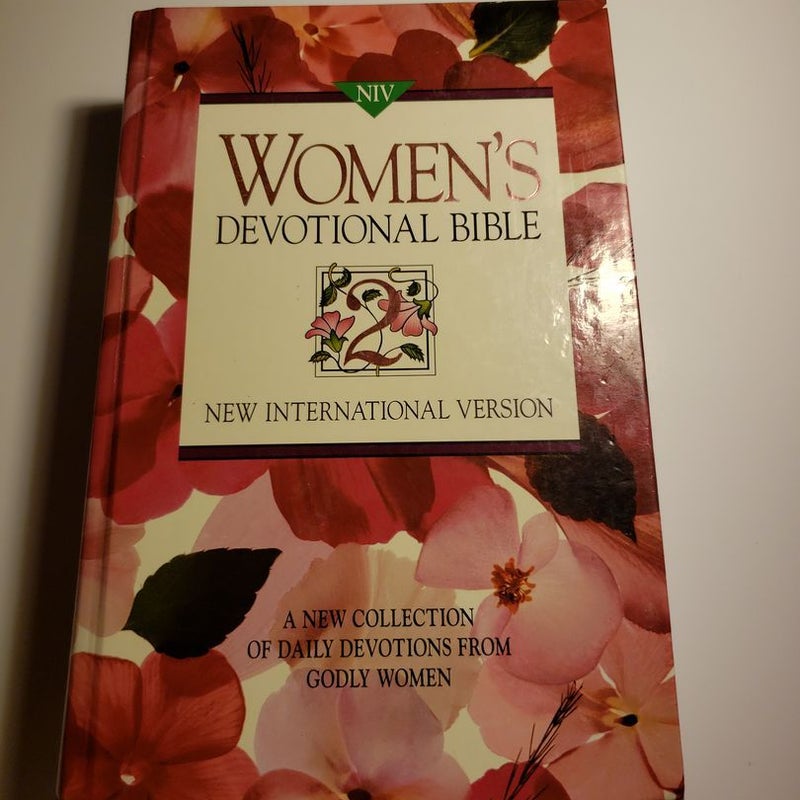 NIV
WOMEN'S
DEVOTIONAL BIBLE
2
NEW INTERNATIONAL VERSION
A NEW COLLECTION
OF DAILY DEVOTIONS FROM
GODLY WOMEN